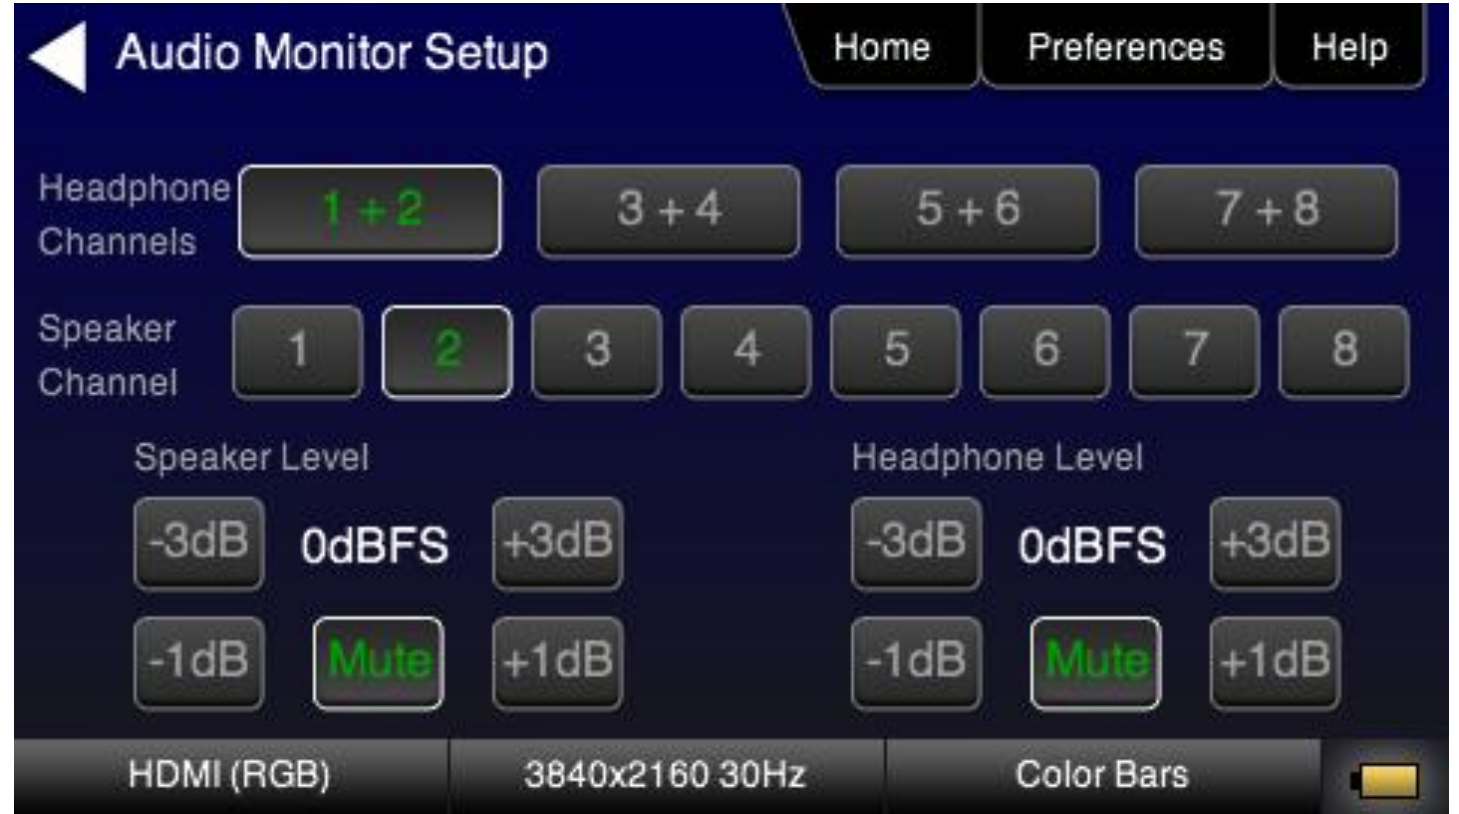 Audio Monitor Setup
Home
Preferences
Help
Headphone
Channels
1 + 2
3 + 4
5 + 6
7 + 8
Speaker
Channel
1
2
3
4
5
6
7
8
Speaker Level
Headphone Level
-3dB
0dBFS
+3dB
-3dB
0dBFS
+3dB
-1dB
Mute
+1dB
-1dB
Mute
+1dB
HDMI (RGB)
3840x2160 30Hz
Color Bars